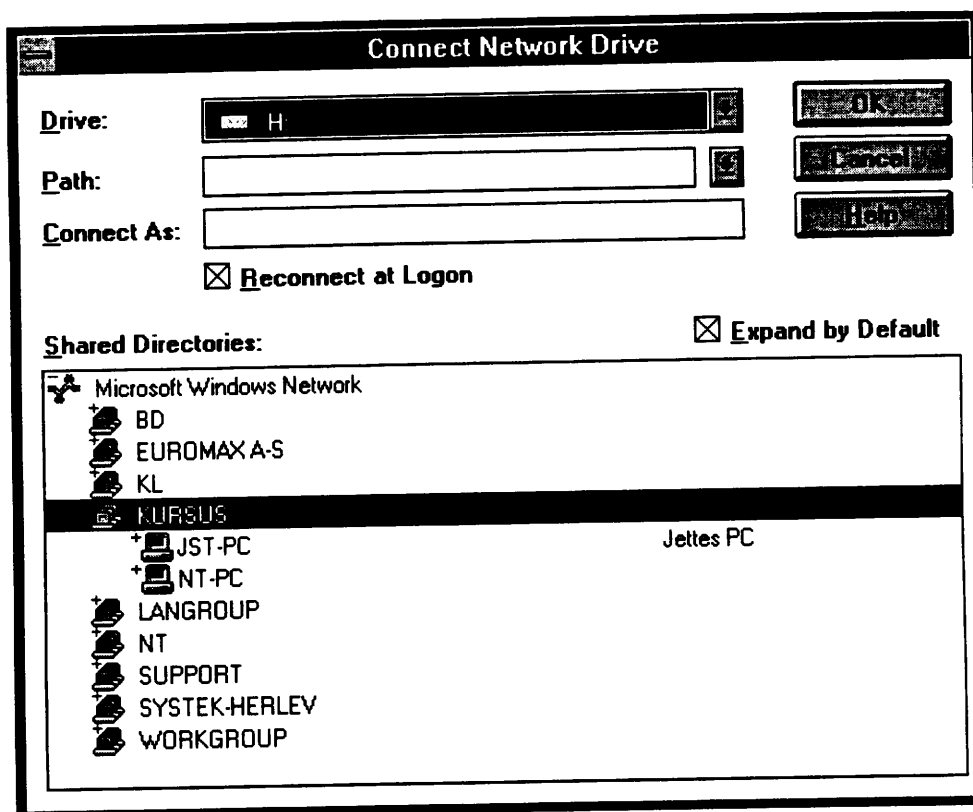 Connect Network Drive
Drive:
H:
OK
Path:
Cancel
Connect As:
Help
Reconnect at Logon
Shared Directories:
Expand by Default
Microsoft Windows Network
BD
EUROMAX A-S
KL
KURSUS
JST-PC Jettes PC
NT-PC
LANGROUP
NT
SUPPORT
SYSTEK-HERLEV
WORKGROUP